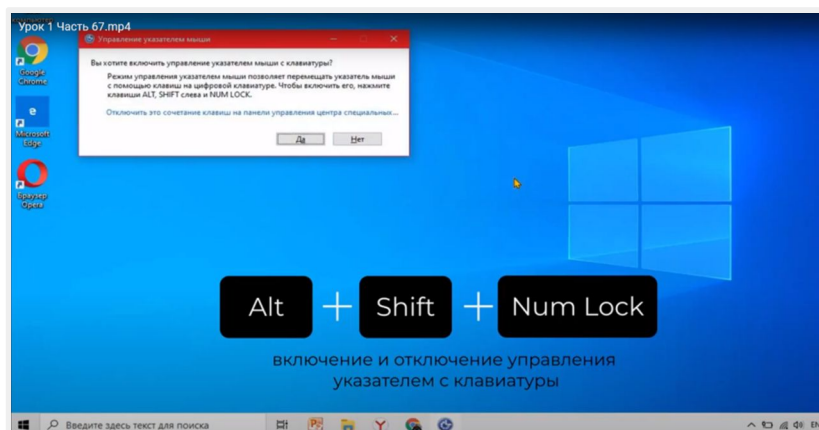 Урок 1 Часть 67.mp4
Управление указателем мыши
Google
Chrome
Вы хотите включить управление указателем мыши с клавиатуры?
Режим управления указателем мыши позволяет перемещать указатель мыши
с помощью клавиш на цифровой клавиатуре. Чтобы включить его, нажмите
клавиши ALT, SHIFT слева и NUM LOCK.
Отключить это сочетание клавиш на панели управления центра специальных...
Да
Нет
Microsoft
Edge
Браузер
Opera
Alt + Shift + Num Lock
включение и отключение управления
указателем с клавиатуры
Введите здесь текст для поиска
EN